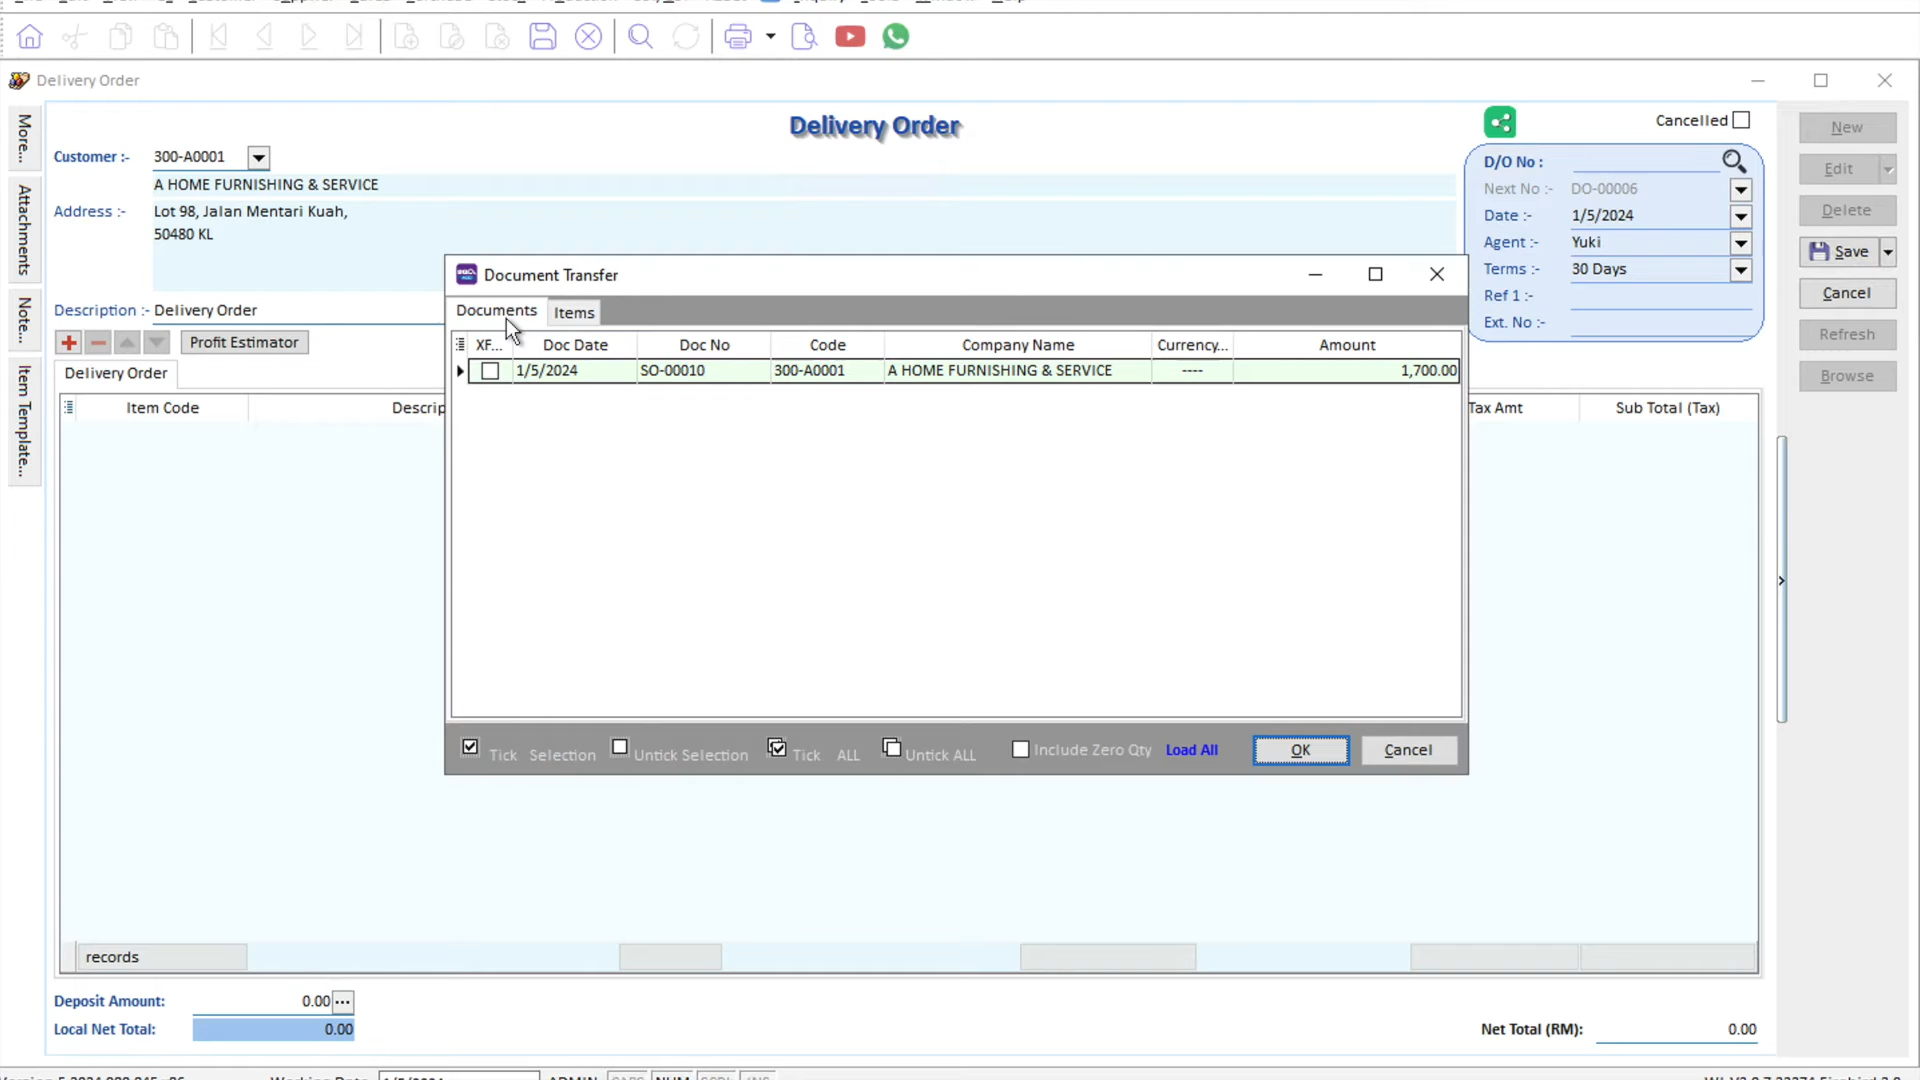 Delivery Order
Delivery Order
Cancelled
More...
Attachments
Note...
Item Template...
Customer :-
300-A0001
A HOME FURNISHING & SERVICE
Address :-
Lot 98, Jalan Mentari Kuah,
50480 KL
Description :-
Delivery Order
Profit Estimator
Delivery Order
Item Code
Descrip
Tax Amt
Sub Total (Tax)
D/O No :
Next No :-
DO-00006
Date :-
1/5/2024
Agent :-
Yuki
Terms :-
30 Days
Ref 1 :-
Ext. No :-
New
Edit
Delete
Save
Cancel
Refresh
Browse
Document Transfer
Documents
Items
XF...
Doc Date
Doc No
Code
Company Name
Currency...
Amount
1/5/2024
SO-00010
300-A0001
A HOME FURNISHING & SERVICE
----
1,700.00
Tick Selection
Untick Selection
Tick ALL
Untick ALL
Include Zero Qty
Load All
OK
Cancel
records
Deposit Amount:
0.00
Local Net Total:
0.00
Net Total (RM):
0.00